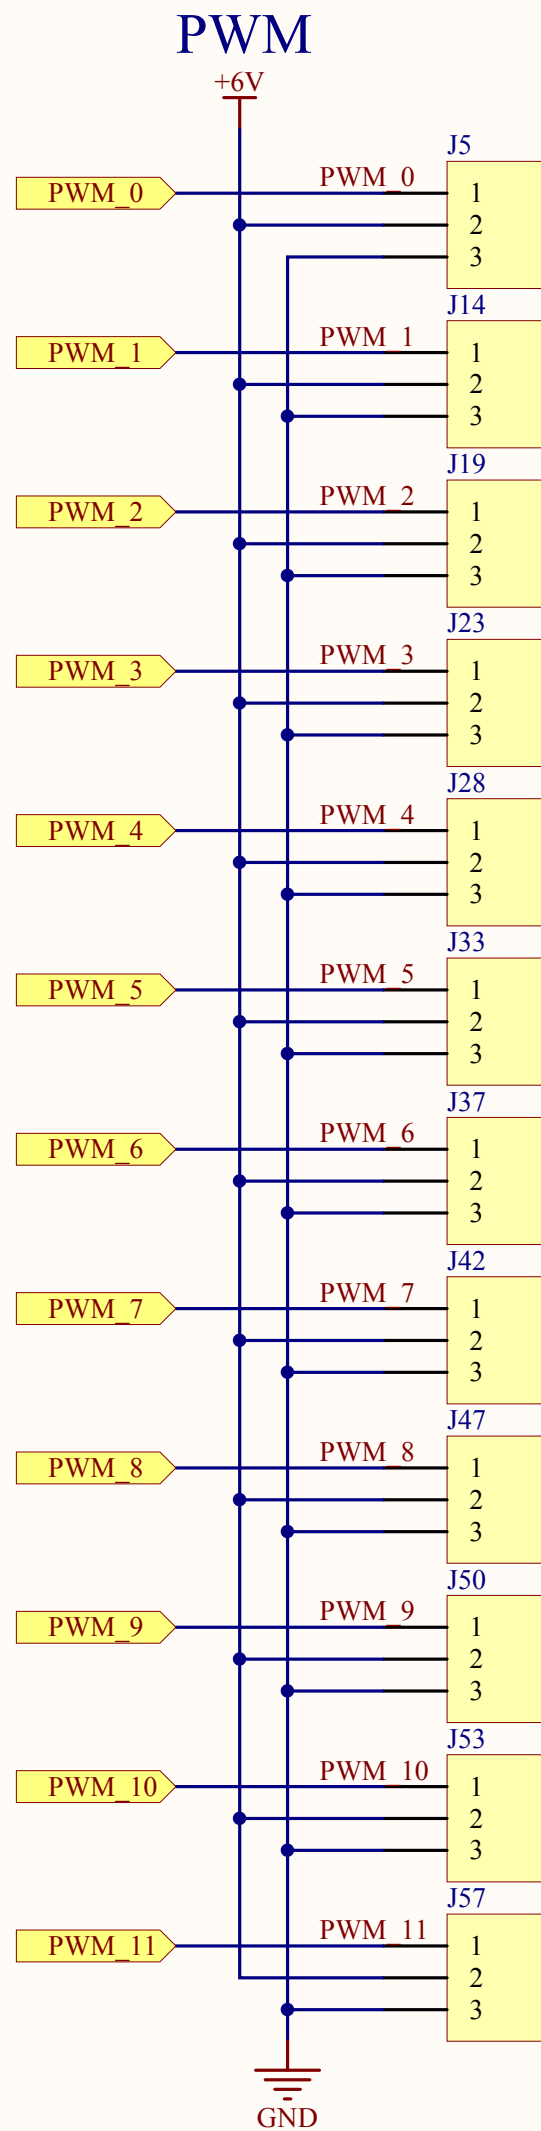 PWM
+6V
J5
PWM_0 PWM_0 1
2
3
J14
PWM_1 PWM_1 1
2
3
J19
PWM_2 PWM_2 1
2
3
J23
PWM_3 PWM_3 1
2
3
J28
PWM_4 PWM_4 1
2
3
J33
PWM_5 PWM_5 1
2
3
J37
PWM_6 PWM_6 1
2
3
J42
PWM_7 PWM_7 1
2
3
J47
PWM_8 PWM_8 1
2
3
J50
PWM_9 PWM_9 1
2
3
J53
PWM_10 PWM_10 1
2
3
J57
PWM_11 PWM_11 1
2
3
GND